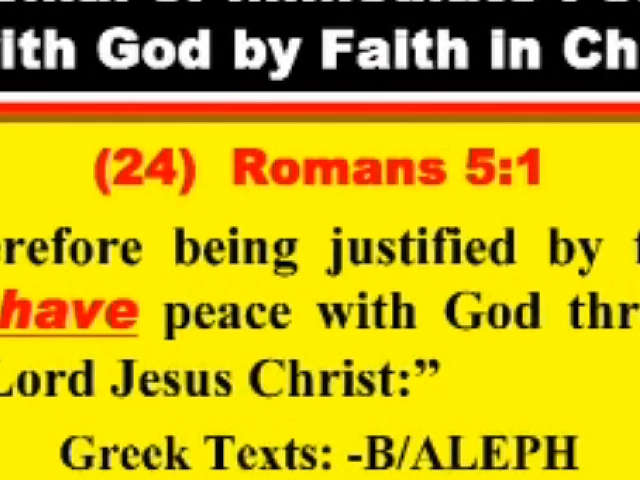 ith God by Faith in Ch
(24) Romans 5:1
erefore being justified by f
have peace with God thr
Lord Jesus Christ:”
Greek Texts: -B/ALEPH